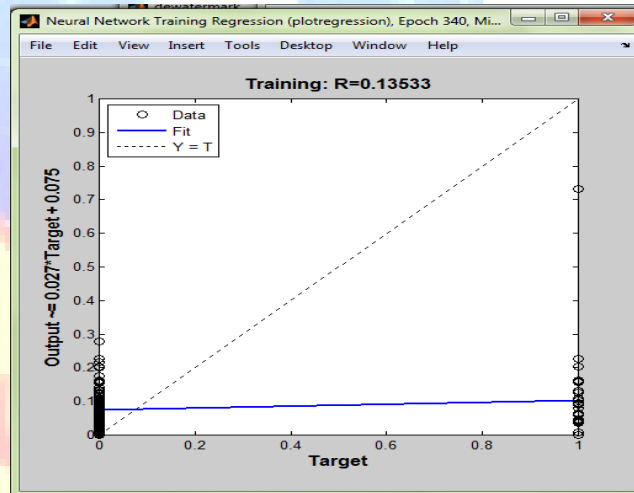 dewatermark
Neural Network Training Regression (plotregression), Epoch 340, Mi...
File Edit View Insert Tools Desktop Window Help
Training: R=0.13533
Data
Fit
Y = T
1
0.9
0.8
0.7
0.6
0.5
0.4
0.3
0.2
0.1
0
Output ~= 0.027*Target + 0.075
0 0.2 0.4 0.6 0.8 1
Target